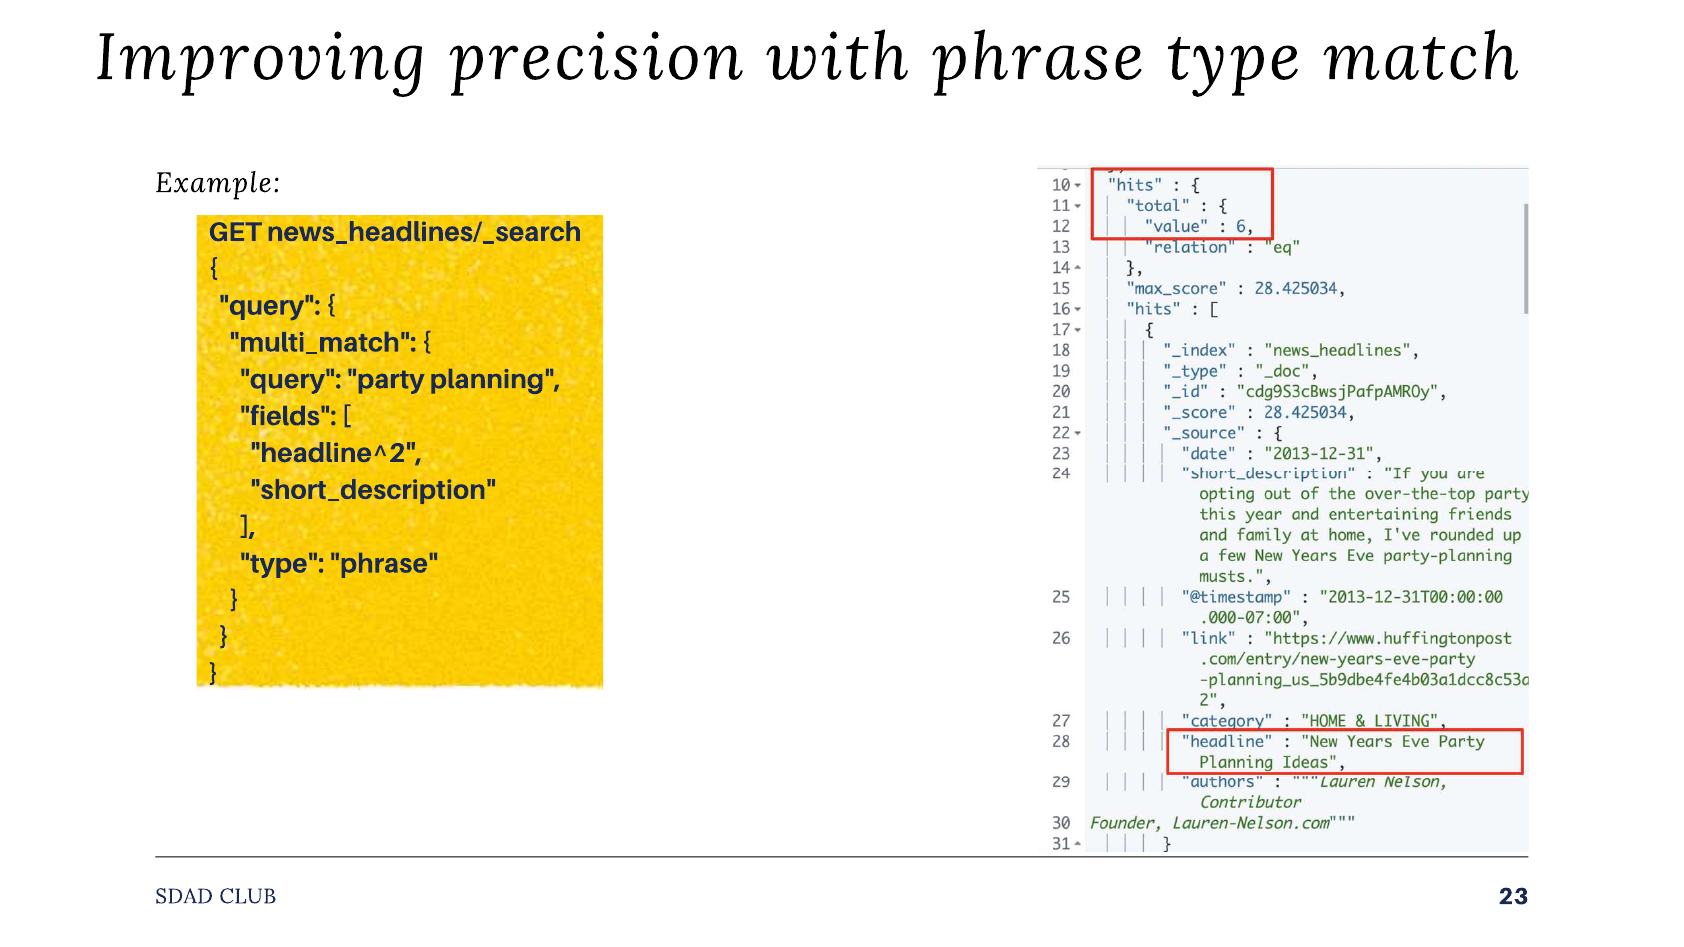 Improving precision with phrase type match
Example:
GET news_headlines/_search
{
"query": {
"multi_match": {
"query": "party planning",
"fields": [
"headline^2",
"short_description"
],
"type": "phrase"
}
}
}
10 "hits" : {
11 "total" : {
12 "value" : 6,
13 "relation" : "eq"
14 },
15 "max_score" : 28.425034,
16 "hits" : [
17 {
18 "_index" : "news_headlines",
19 "_type" : "_doc",
20 "_id" : "cdg9S3cBwsjPafpAMROy",
21 "_score" : 28.425034,
22 "_source" : {
23 "date" : "2013-12-31",
24 "short_description" : "If you are
opting out of the over-the-top party
this year and entertaining friends
and family at home, I've rounded up
a few New Years Eve party-planning
musts.",
25 "@timestamp" : "2013-12-31T00:00:00
.000-07:00",
26 "link" : "https://www.huffingtonpost
.com/entry/new-years-eve-party
-planning_us_5b9dbe4fe4b03a1dcc8c53a
2",
27 "category" : "HOME & LIVING",
28 "headline" : "New Years Eve Party
Planning Ideas",
29 "authors" : """Lauren Nelson,
Contributor
30 Founder, Lauren-Nelson.com"""
31 }
SDAD CLUB
23